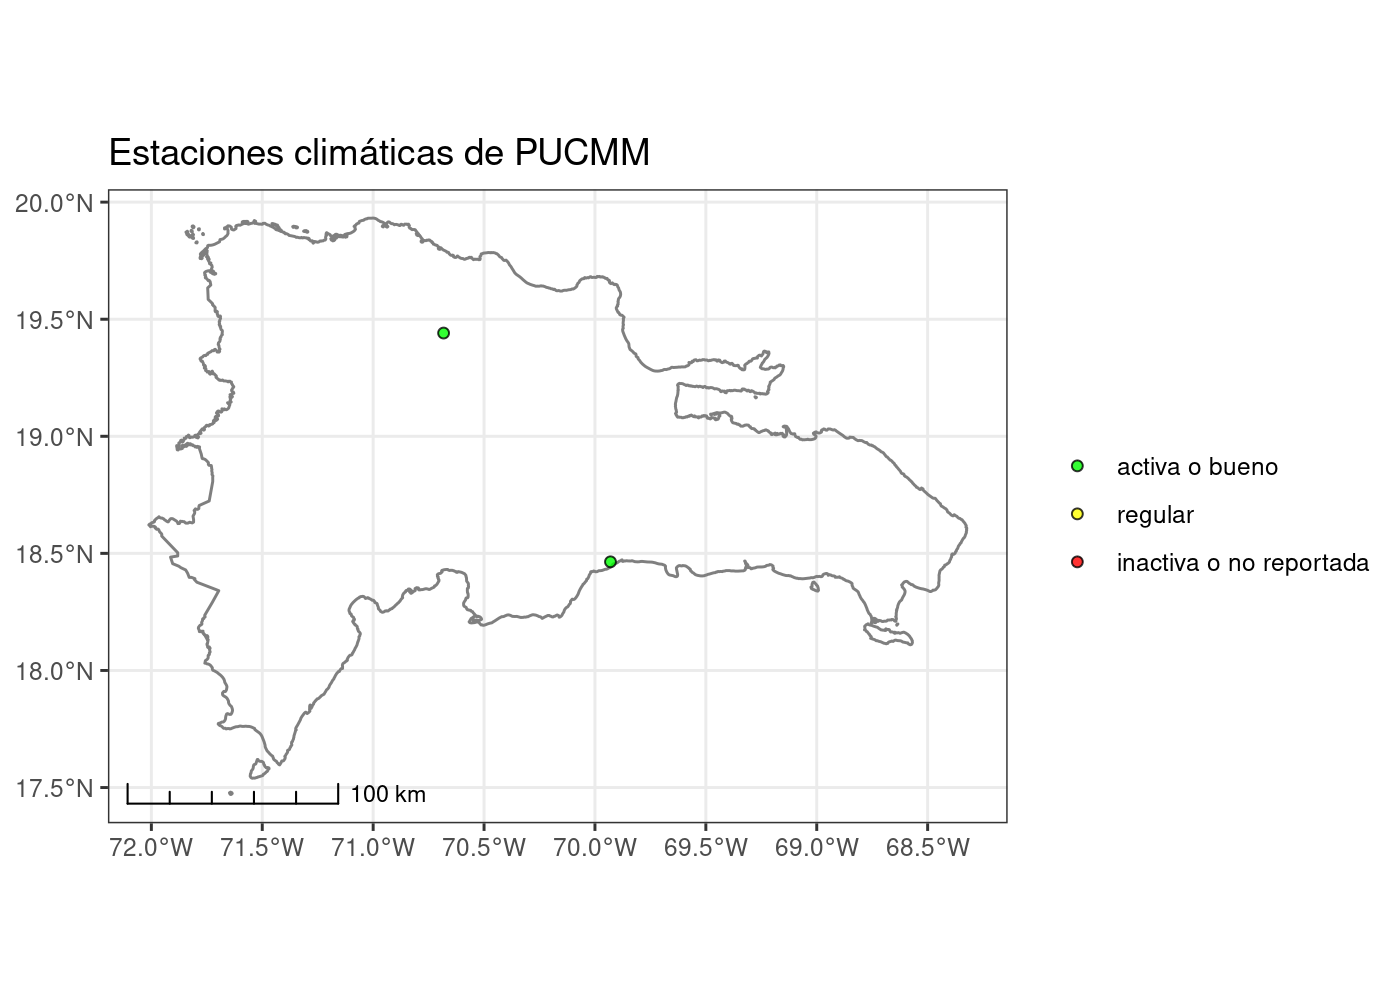 Estaciones climáticas de PUCMM
20.0°N
19.5°N
19.0°N
18.5°N
18.0°N
17.5°N
100 km
72.0°W 71.5°W 71.0°W 70.5°W 70.0°W 69.5°W 69.0°W 68.5°W
activa o bueno
regular
inactiva o no reportada